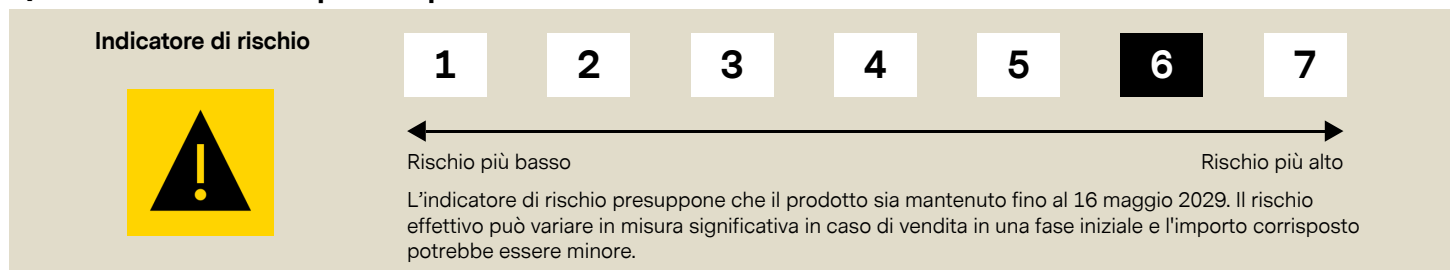 Indicatore di rischio
1 2 3 4 5 6 7
Rischio più basso Rischio più alto
L'indicatore di rischio presuppone che il prodotto sia mantenuto fino al 16 maggio 2029. Il rischio
effettivo può variare in misura significativa in caso di vendita in una fase iniziale e l'importo corrisposto
potrebbe essere minore.